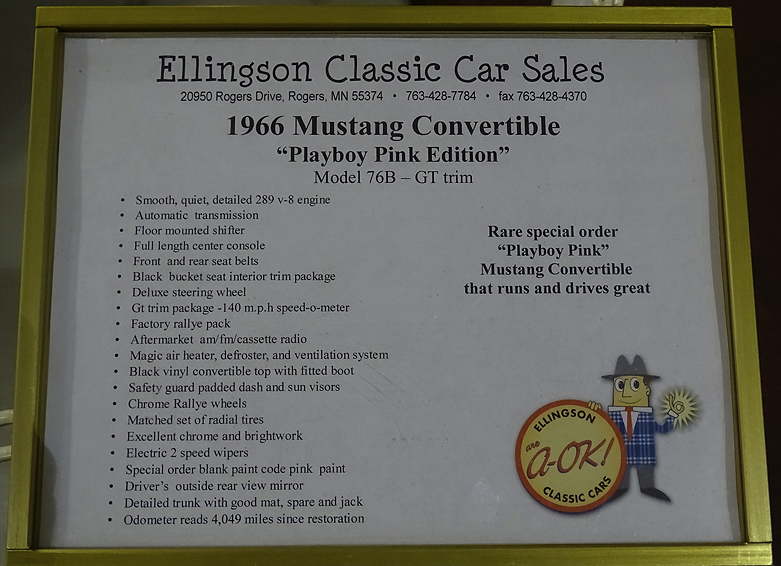 Ellingson Classic Car Sales
20950 Rogers Drive, Rogers, MN 55374 • 763-428-7784 • fax 763-428-4370
1966 Mustang Convertible
“Playboy Pink Edition”
Model 76B – GT trim
• Smooth, quiet, detailed 289 v-8 engine
• Automatic transmission
• Floor mounted shifter
• Full length center console
• Front and rear seat belts
• Black bucket seat interior trim package
• Deluxe steering wheel
• Gt trim package -140 m.p.h speed-o-meter
• Factory rallye pack
• Aftermarket am/fm/cassette radio
• Magic air heater, defroster, and ventilation system
• Black vinyl convertible top with fitted boot
• Safety guard padded dash and sun visors
• Chrome Rallye wheels
• Matched set of radial tires
• Excellent chrome and brightwork
• Electric 2 speed wipers
• Special order blank paint code pink paint
• Driver’s outside rear view mirror
• Detailed trunk with good mat, spare and jack
• Odometer reads 4,049 miles since restoration
Rare special order
“Playboy Pink”
Mustang Convertible
that runs and drives great
ELLINGSON
are
A-OK!
CLASSIC CARS